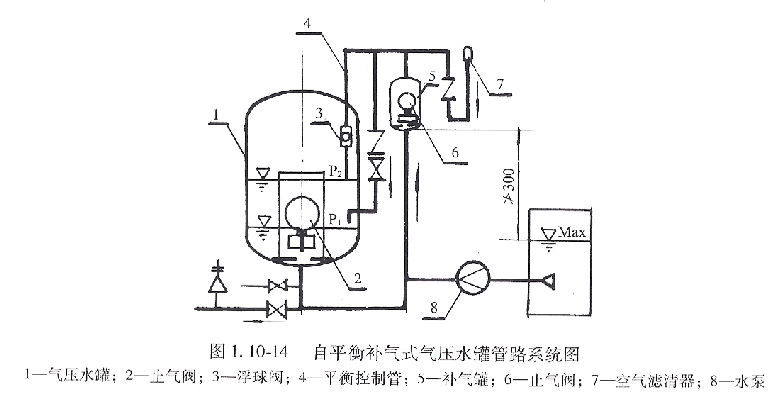 4
1
3
5
7
6
P₂
P₁
≯300
Max
2
8
图 1.10-14 自平衡补气式气压水罐管路系统图
1—气压水罐；2—止气阀；3—浮球阀；4—平衡控制管；5—补气罐；6—止气阀；7—空气滤清器；8—水泵